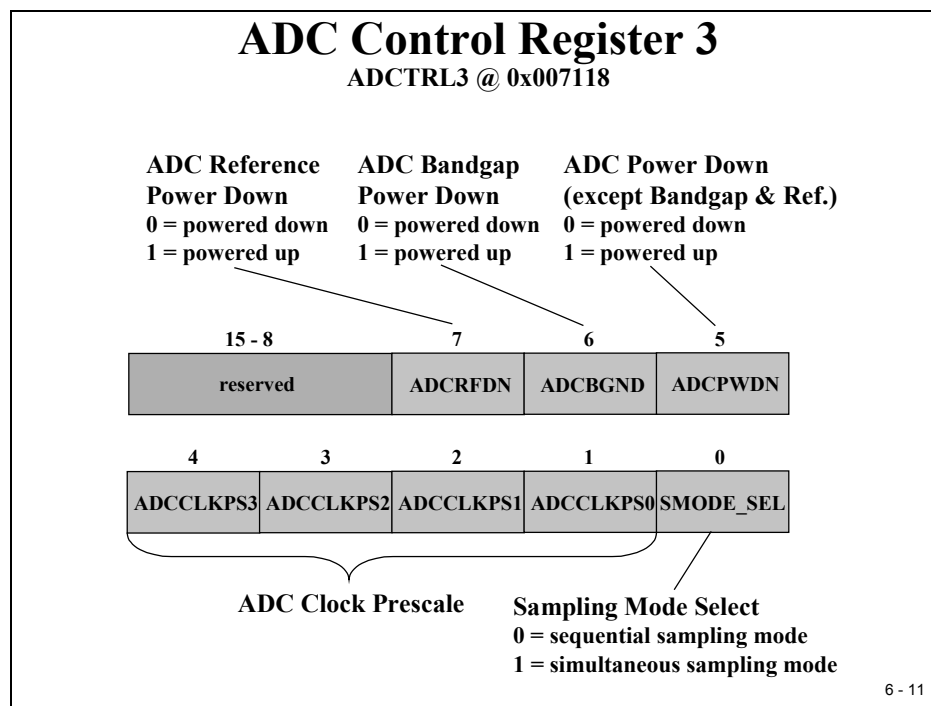 ADC Control Register 3
ADCTRL3 @ 0x007118
ADC Reference
Power Down
0 = powered down
1 = powered up
ADC Bandgap
Power Down
0 = powered down
1 = powered up
ADC Power Down
(except Bandgap & Ref.)
0 = powered down
1 = powered up
15 - 8 7 6 5
reserved ADCRFDN ADCBGND ADCPWDN
4 3 2 1 0
ADCCLKPS3 ADCCLKPS2 ADCCLKPS1 ADCCLKPS0 SMODE_SEL
ADC Clock Prescale
Sampling Mode Select
0 = sequential sampling mode
1 = simultaneous sampling mode
6 - 11